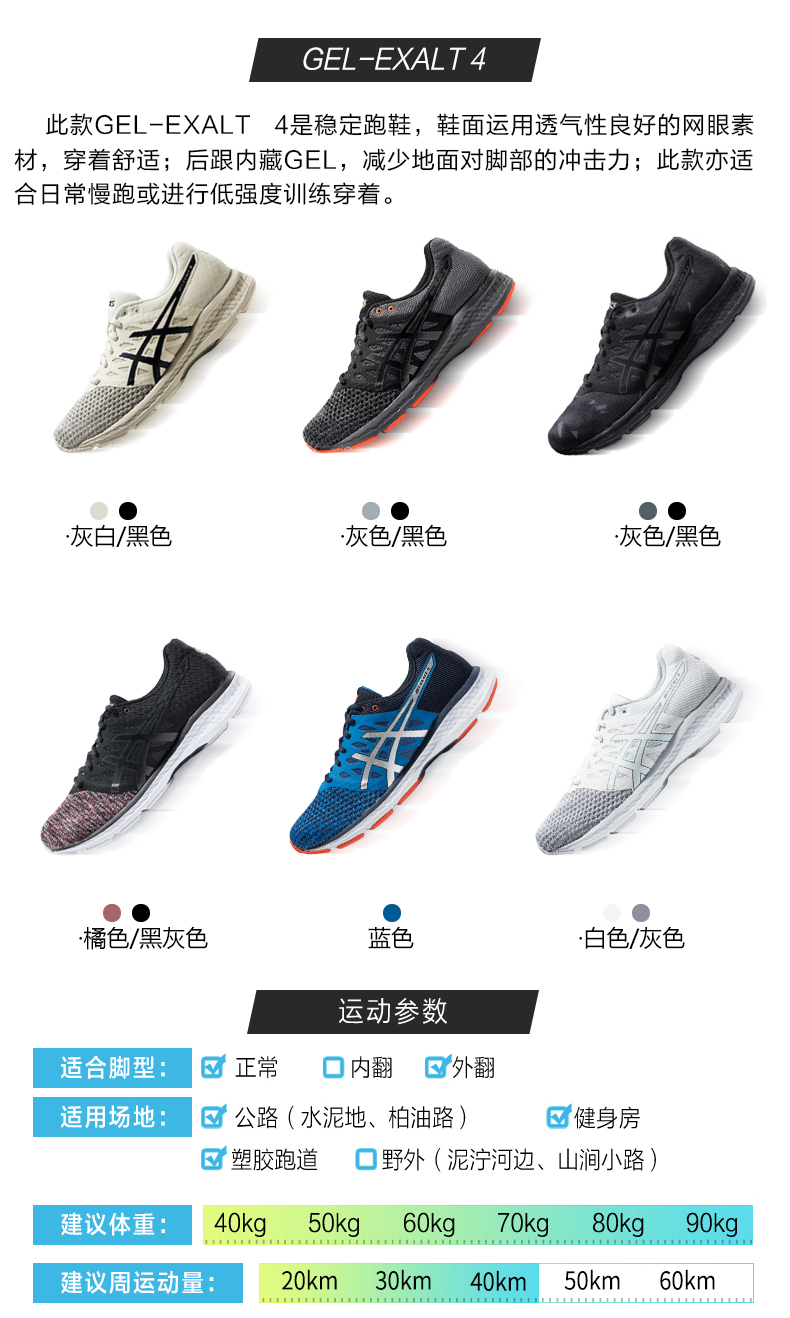 GEL-EXALT 4
此款GEL-EXALT 4是稳定跑鞋，鞋面运用透气性良好的网眼素
材，穿着舒适；后跟内藏GEL，减少地面对脚部的冲击力；此款亦适
合日常慢跑或进行低强度训练穿着。
·灰白/黑色 ·灰色/黑色 ·灰色/黑色
·橘色/黑灰色 蓝色 ·白色/灰色
运动参数
适合脚型： 正常 内翻 外翻
适用场地： 公路（水泥地、柏油路） 健身房
塑胶跑道 野外（泥泞河边、山涧小路）
建议体重： 40kg 50kg 60kg 70kg 80kg 90kg
建议周运动量： 20km 30km 40km 50km 60km